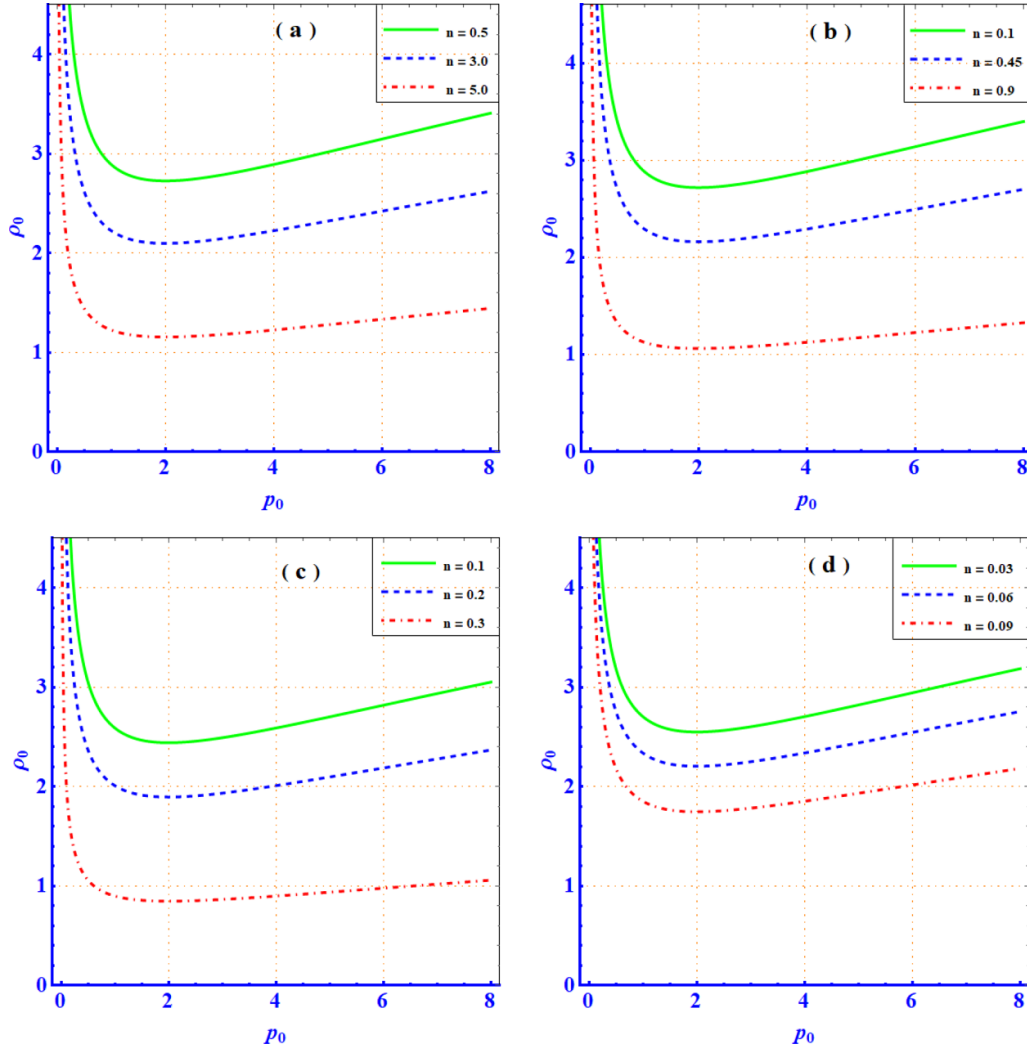 ( a )
n = 0.5
n = 3.0
n = 5.0
4
3
2
1
0
ρ₀
0 2 4 6 8
p₀
( b )
n = 0.1
n = 0.45
n = 0.9
4
3
2
1
0
ρ₀
0 2 4 6 8
p₀
( c )
n = 0.1
n = 0.2
n = 0.3
4
3
2
1
0
ρ₀
0 2 4 6 8
p₀
( d )
n = 0.03
n = 0.06
n = 0.09
4
3
2
1
0
ρ₀
0 2 4 6 8
p₀